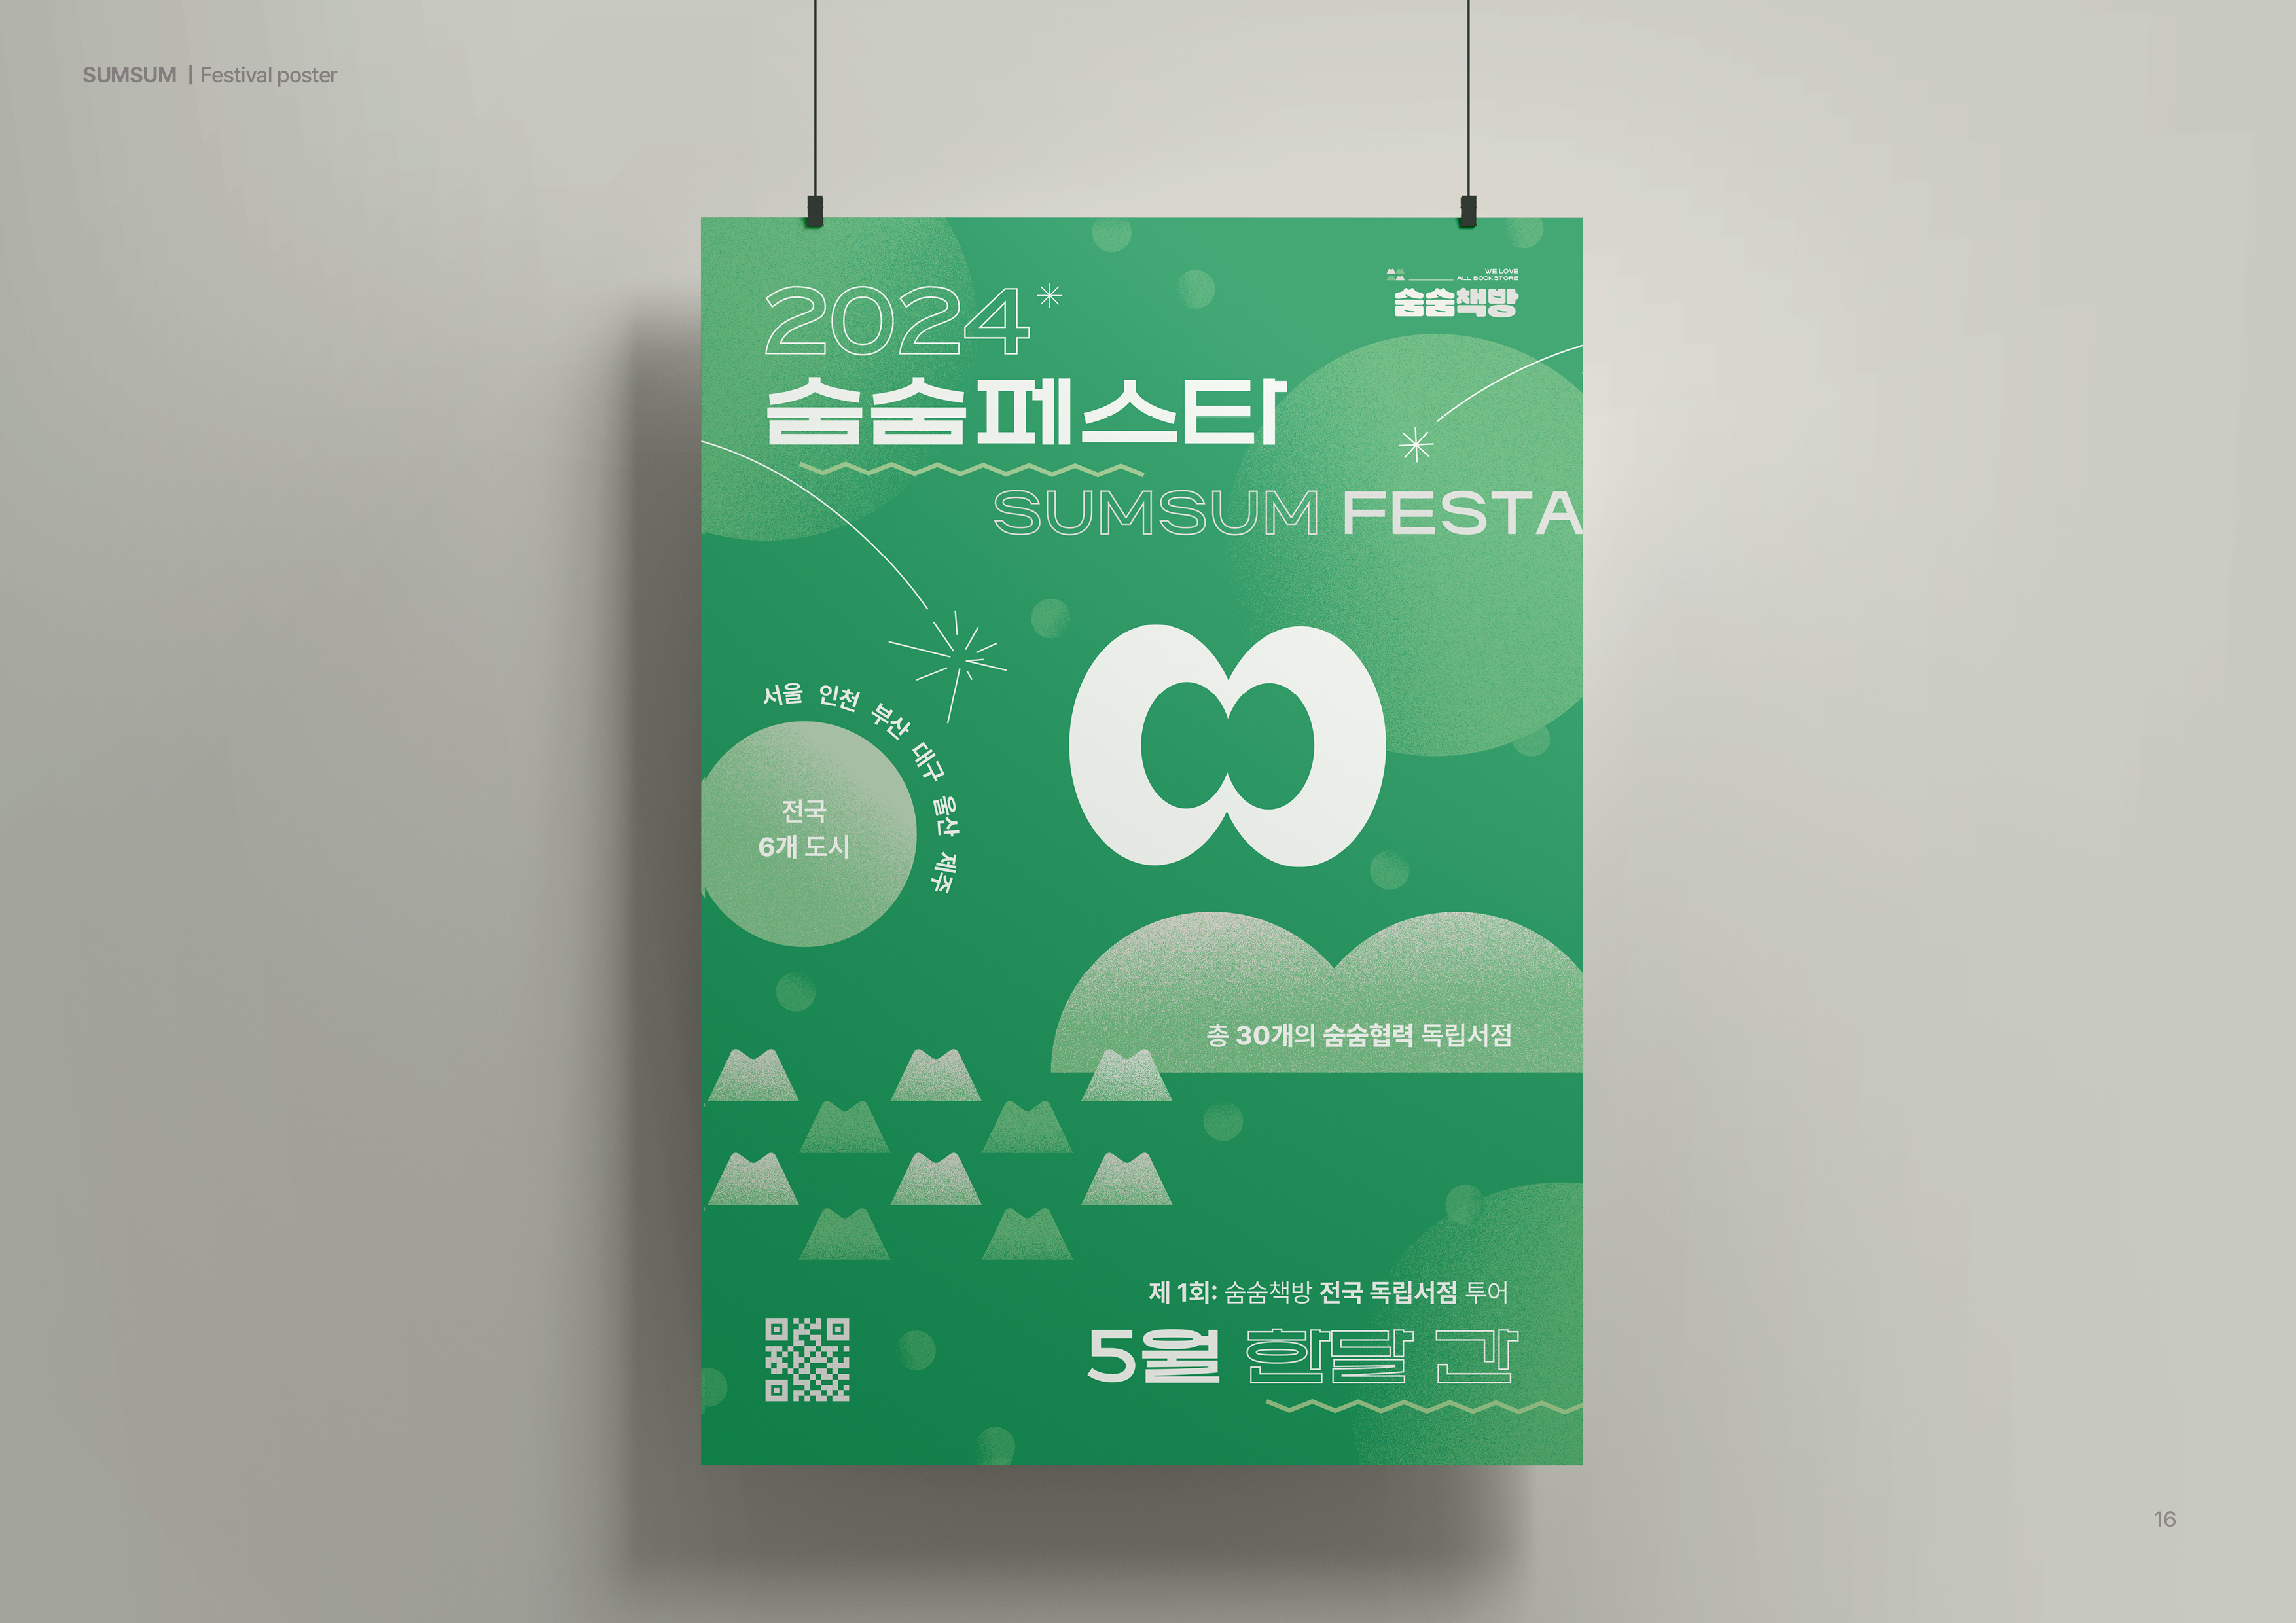 SUMSUM | Festival poster
2024
숨숨페스타
SUMSUM FESTA
WE LOVE
ALL BOOKSTORE
숨숨책방
서울 인천 부산 대구 울산 제주
전국
6개 도시
총 30개의 숨숨협력 독립서점
제 1회: 숨숨책방 전국 독립서점 투어
5월 한달 간
16